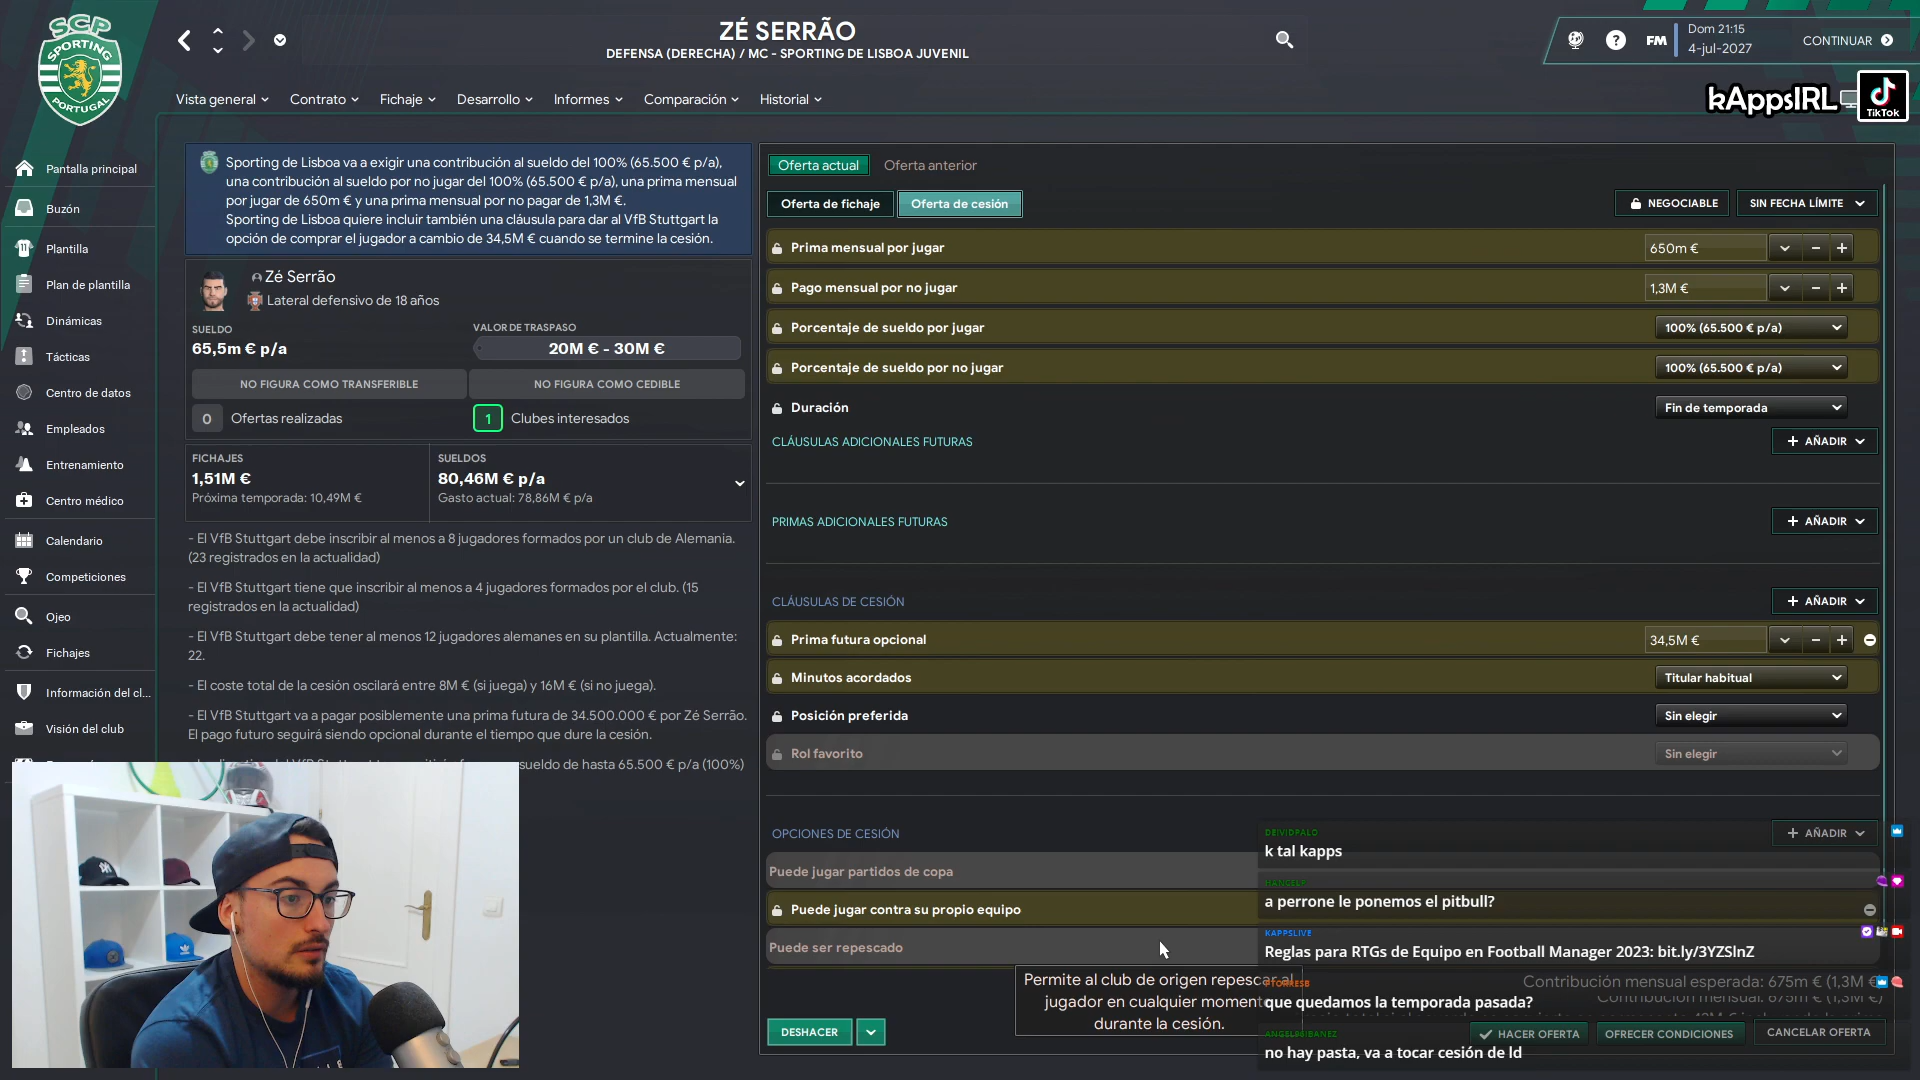 SCP
SPORTING
PORTUGAL
ZÉ SERRÃO
DEFENSA (DERECHA) / MC - SPORTING DE LISBOA JUVENIL
FM
Dom 21:15
4-jul-2027
CONTINUAR
Vista general
Contrato
Fichaje
Desarrollo
Informes
Comparación
Historial
kAppsIRL
TikTok
Pantalla principal
Buzón
Plantilla
Plan de plantilla
Dinámicas
Tácticas
Centro de datos
Empleados
Entrenamiento
Centro médico
Calendario
Competiciones
Ojeo
Fichajes
Información del cl...
Visión del club
Sporting de Lisboa va a exigir una contribución al sueldo del 100% (65.500 € p/a),
una contribución al sueldo por no jugar del 100% (65.500 € p/a), una prima mensual
por jugar de 650m € y una prima mensual por no pagar de 1,3M €.
Sporting de Lisboa quiere incluir también una cláusula para dar al VfB Stuttgart la
opción de comprar el jugador a cambio de 34,5M € cuando se termine la cesión.
Zé Serrão
Lateral defensivo de 18 años
SUELDO
65,5m € p/a
VALOR DE TRASPASO
20M € - 30M €
NO FIGURA COMO TRANSFERIBLE
NO FIGURA COMO CEDIBLE
0 Ofertas realizadas
1 Clubes interesados
FICHAJES
1,51M €
Próxima temporada: 10,49M €
SUELDOS
80,46M € p/a
Gasto actual: 78,86M € p/a
- El VfB Stuttgart debe inscribir al menos a 8 jugadores formados por un club de Alemania.
(23 registrados en la actualidad)
- El VfB Stuttgart tiene que inscribir al menos a 4 jugadores formados por el club. (15
registrados en la actualidad)
- El VfB Stuttgart debe tener al menos 12 jugadores alemanes en su plantilla. Actualmente:
22.
- El coste total de la cesión oscilará entre 8M € (si juega) y 16M € (si no juega).
- El VfB Stuttgart va a pagar posiblemente una prima futura de 34.500.000 € por Zé Serrão.
El pago futuro seguirá siendo opcional durante el tiempo que dure la cesión.
sueldo de hasta 65.500 € p/a (100%)
Oferta actual
Oferta anterior
Oferta de fichaje
Oferta de cesión
NEGOCIABLE
SIN FECHA LÍMITE
Prima mensual por jugar
650m €
Pago mensual por no jugar
1,3M €
Porcentaje de sueldo por jugar
100% (65.500 € p/a)
Porcentaje de sueldo por no jugar
100% (65.500 € p/a)
Duración
Fin de temporada
CLÁUSULAS ADICIONALES FUTURAS
+ AÑADIR
PRIMAS ADICIONALES FUTURAS
+ AÑADIR
CLÁUSULAS DE CESIÓN
+ AÑADIR
Prima futura opcional
34,5M €
Minutos acordados
Titular habitual
Posición preferida
Sin elegir
Rol favorito
Sin elegir
OPCIONES DE CESIÓN
+ AÑADIR
Puede jugar partidos de copa
Puede jugar contra su propio equipo
Puede ser repescado
Permite al club de origen repescar al
jugador en cualquier momento
durante la cesión.
DEIVIDPALO
k tal kapps
a perrone le ponemos el pitbull?
KAPPSLIVE
Reglas para RTGs de Equipo en Football Manager 2023: bit.ly/3YZSlnZ
Contribución mensual esperada: 675m € (1,3M €)
que quedamos la temporada pasada?
no hay pasta, va a tocar cesión de ld
DESHACER
HACER OFERTA
OFRECER CONDICIONES
CANCELAR OFERTA